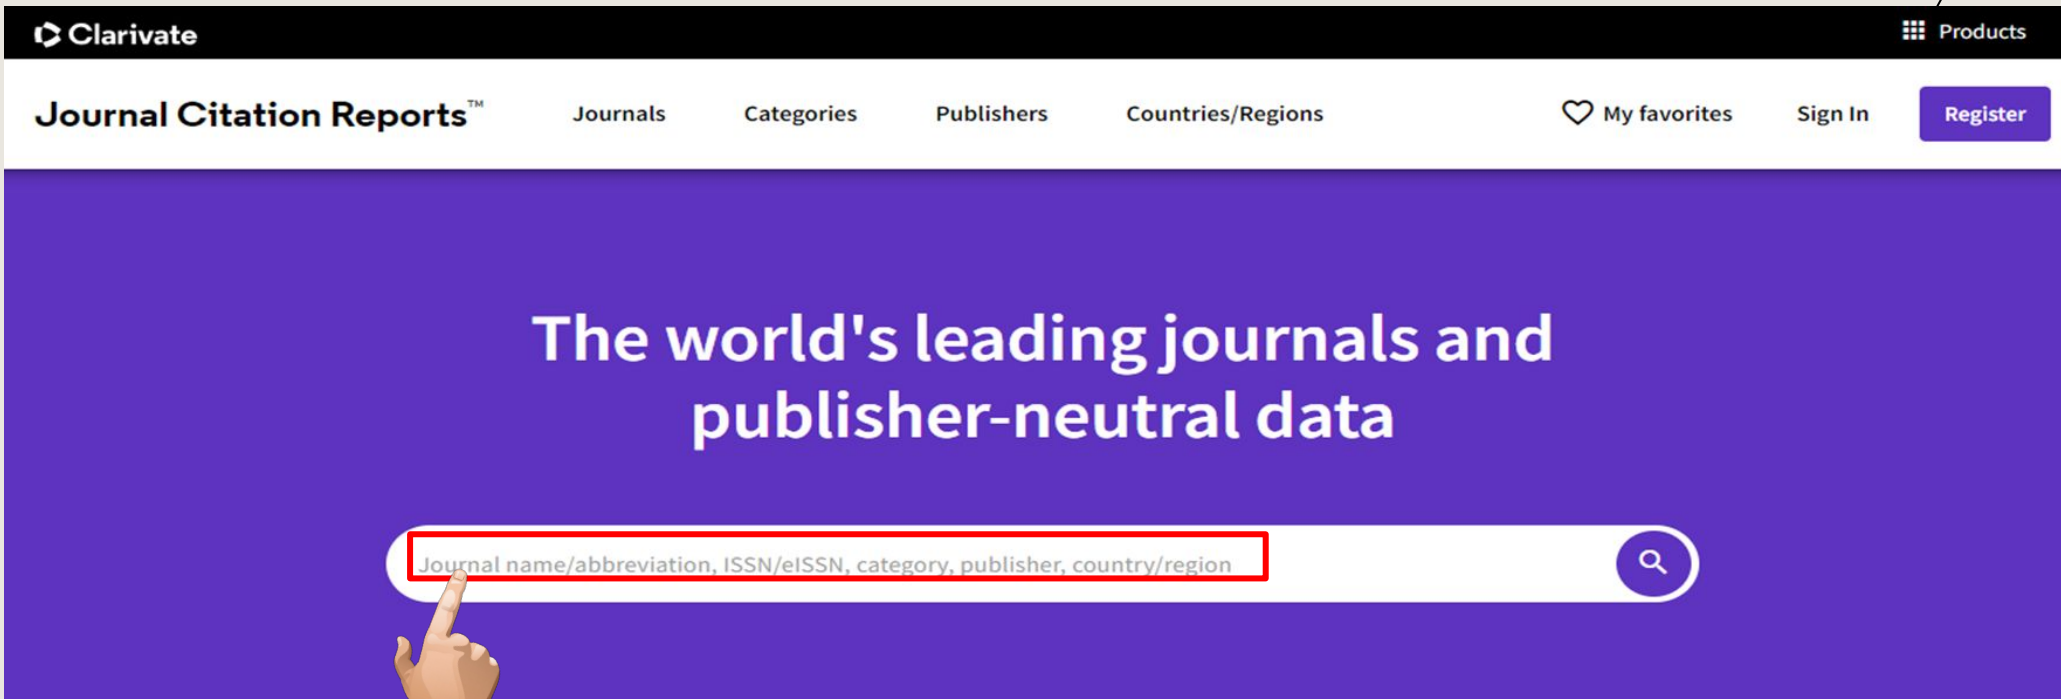 Clarivate
Products
Journal Citation Reports™
Journals
Categories
Publishers
Countries/Regions
My favorites
Sign In
Register
The world's leading journals and
publisher-neutral data
Journal name/abbreviation, ISSN/eISSN, category, publisher, country/region